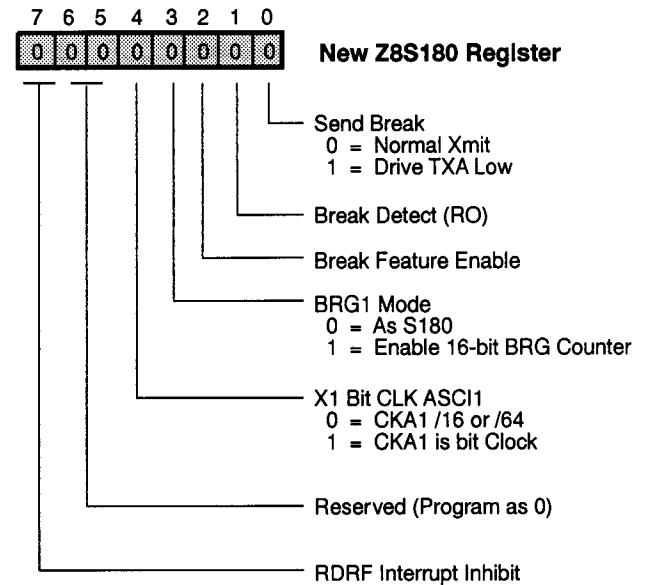 7 6 5 4 3 2 1 0
0 0 0 0 0 0 0 0
New Z8S180 Register
Send Break
0 = Normal Xmit
1 = Drive TXA Low
Break Detect (RO)
Break Feature Enable
BRG1 Mode
0 = As S180
1 = Enable 16-bit BRG Counter
X1 Bit CLK ASCI1
0 = CKA1 /16 or /64
1 = CKA1 is bit Clock
Reserved (Program as 0)
RDRF Interrupt Inhibit